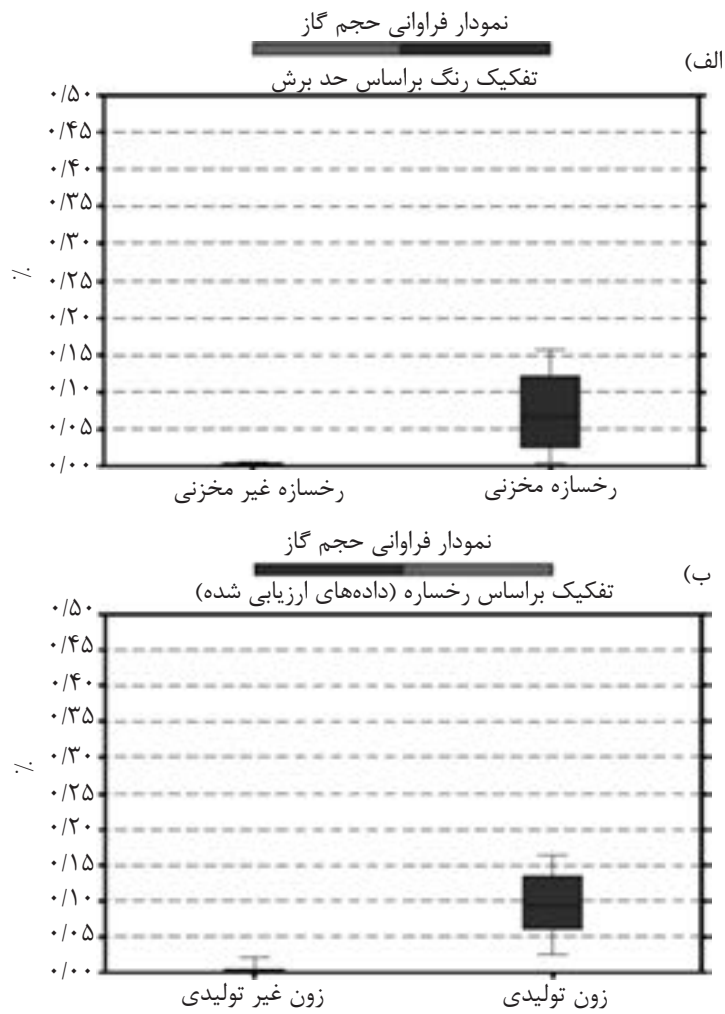 نمودار فراوانی حجم گاز
الف)
تفکیک رنگ براساس حد برش
۰/۵۰
۰/۴۵
۰/۴۰
۰/۳۵
۰/۳۰
۰/۲۵
۰/۲۰
۰/۱۵
۰/۱۰
۰/۰۵
۰/۰۰
٪
رخسازه مخزنی
رخسازه غیر مخزنی
نمودار فراوانی حجم گاز
ب)
تفکیک براساس رخساره (داده‌های ارزیابی شده)
۰/۵۰
۰/۴۵
۰/۴۰
۰/۳۵
۰/۳۰
۰/۲۵
۰/۲۰
۰/۱۵
۰/۱۰
۰/۰۵
۰/۰۰
٪
زون تولیدی
زون غیر تولیدی